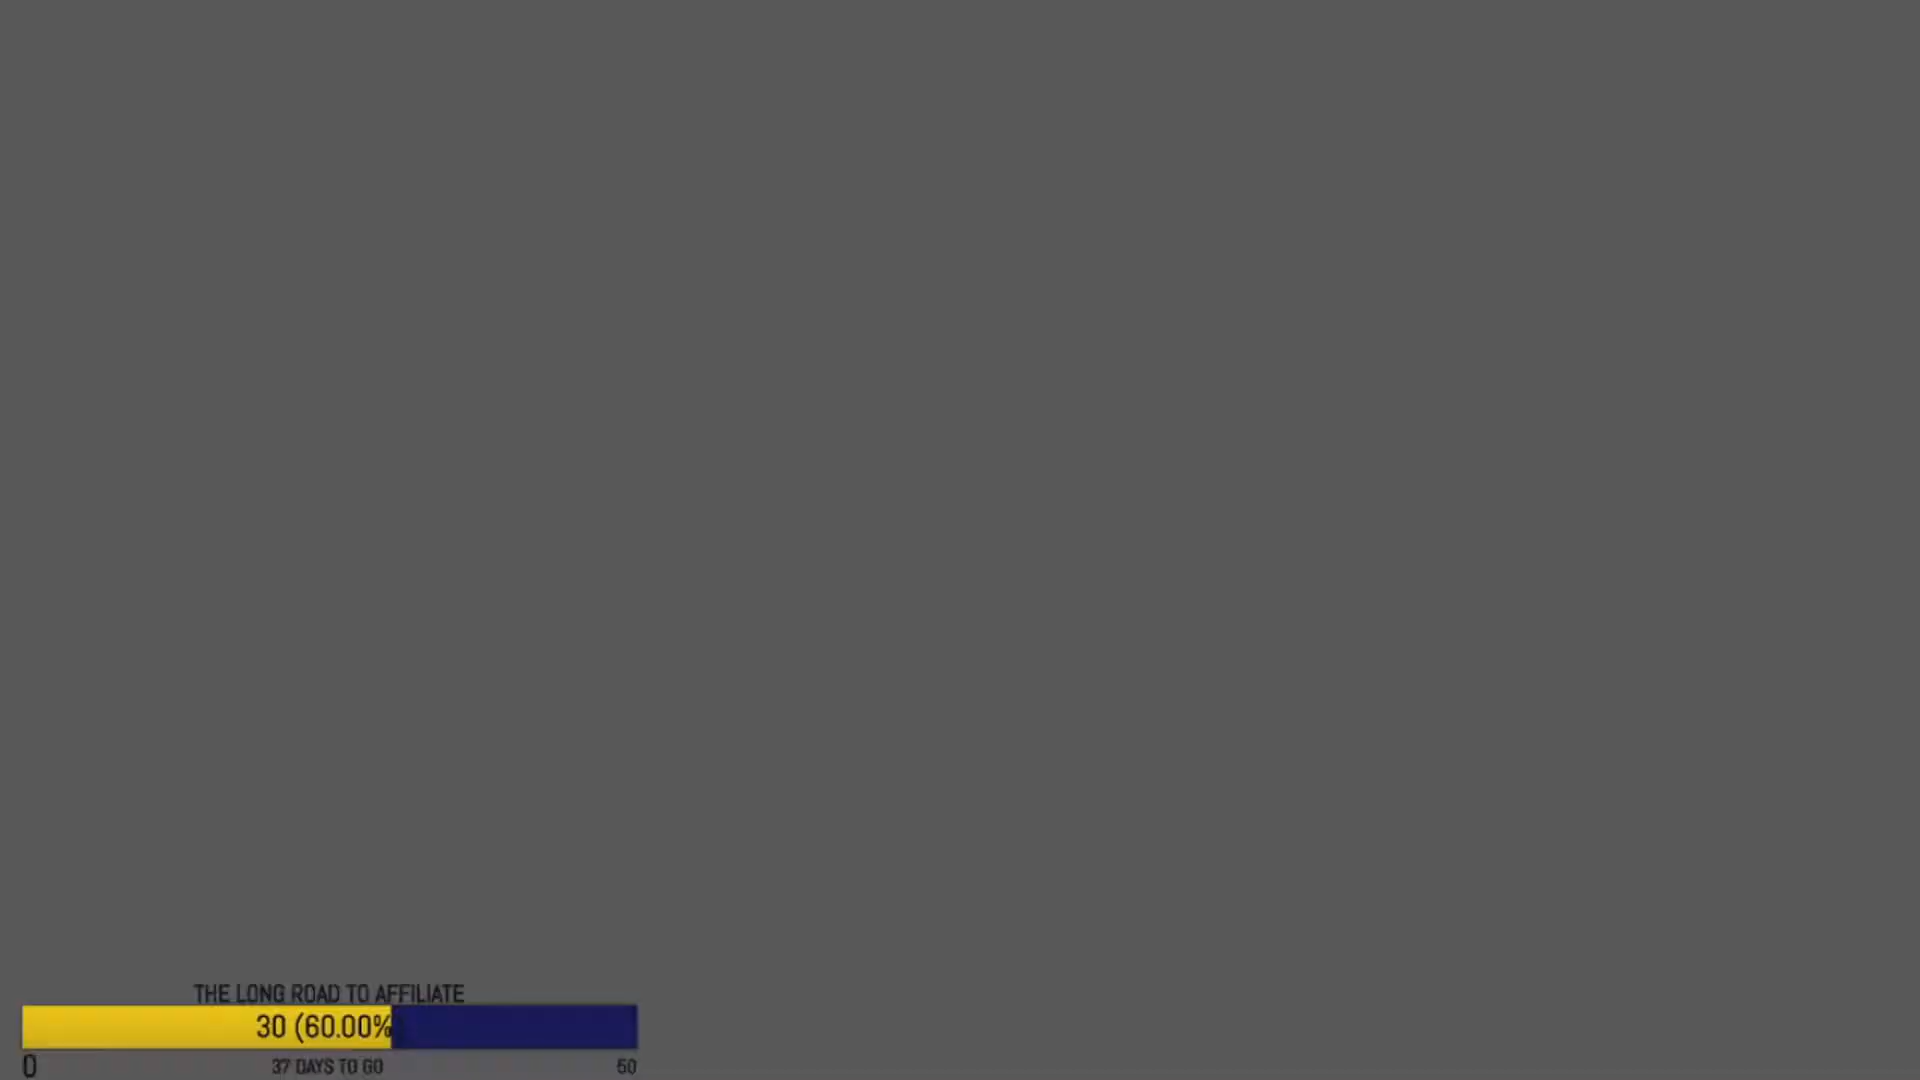 THE LONG ROAD TO AFFILIATE
30 (60.00%
0
37 DAYS TO GO
50